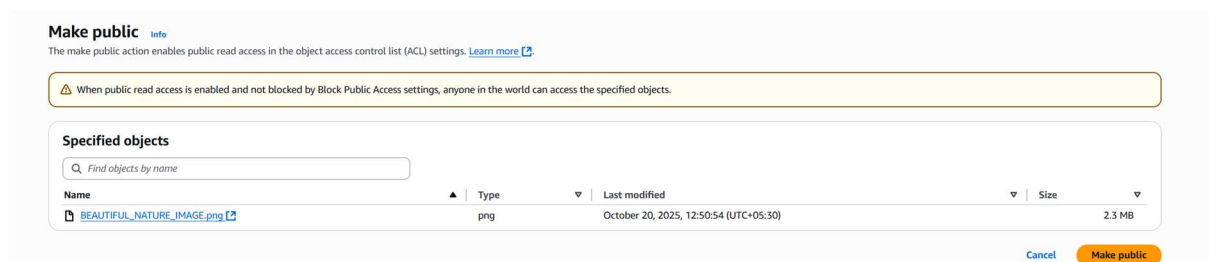 Make public Info
The make public action enables public read access in the object access control list (ACL) settings. Learn more.
When public read access is enabled and not blocked by Block Public Access settings, anyone in the world can access the specified objects.
Specified objects
Find objects by name
Name Type Last modified Size
BEAUTIFUL_NATURE_IMAGE.png png October 20, 2025, 12:50:54 (UTC+05:30) 2.3 MB
Cancel Make public